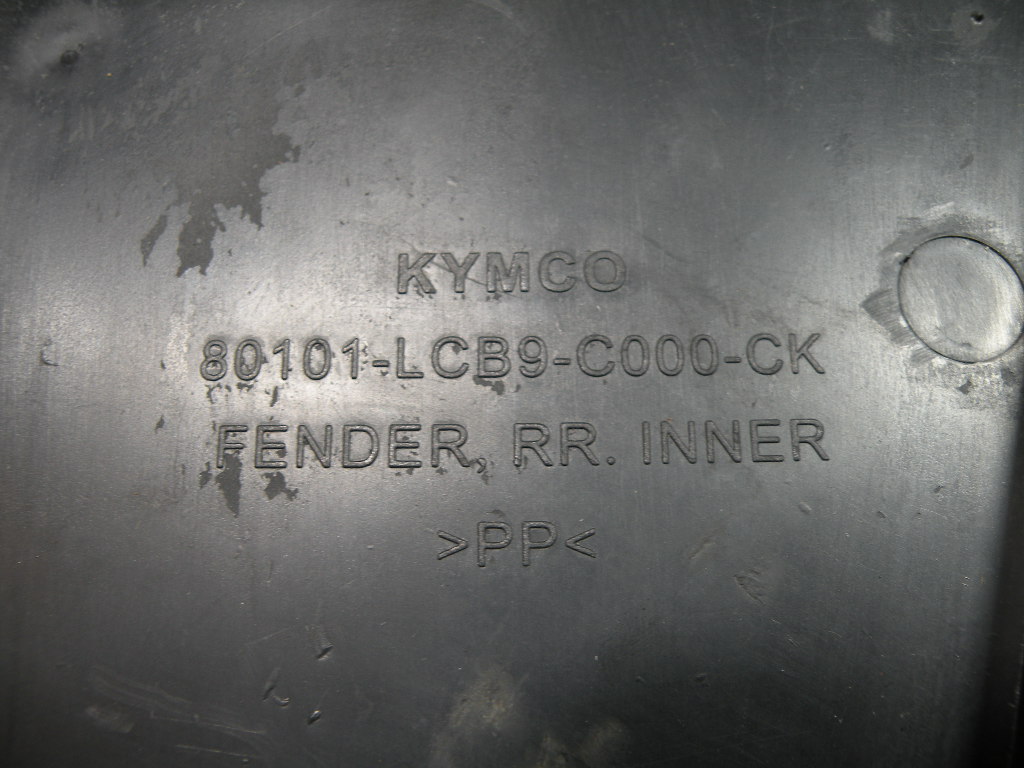 KYMCO
80101-LCB9-C000-CK
FENDER, RR. INNER
>PP<